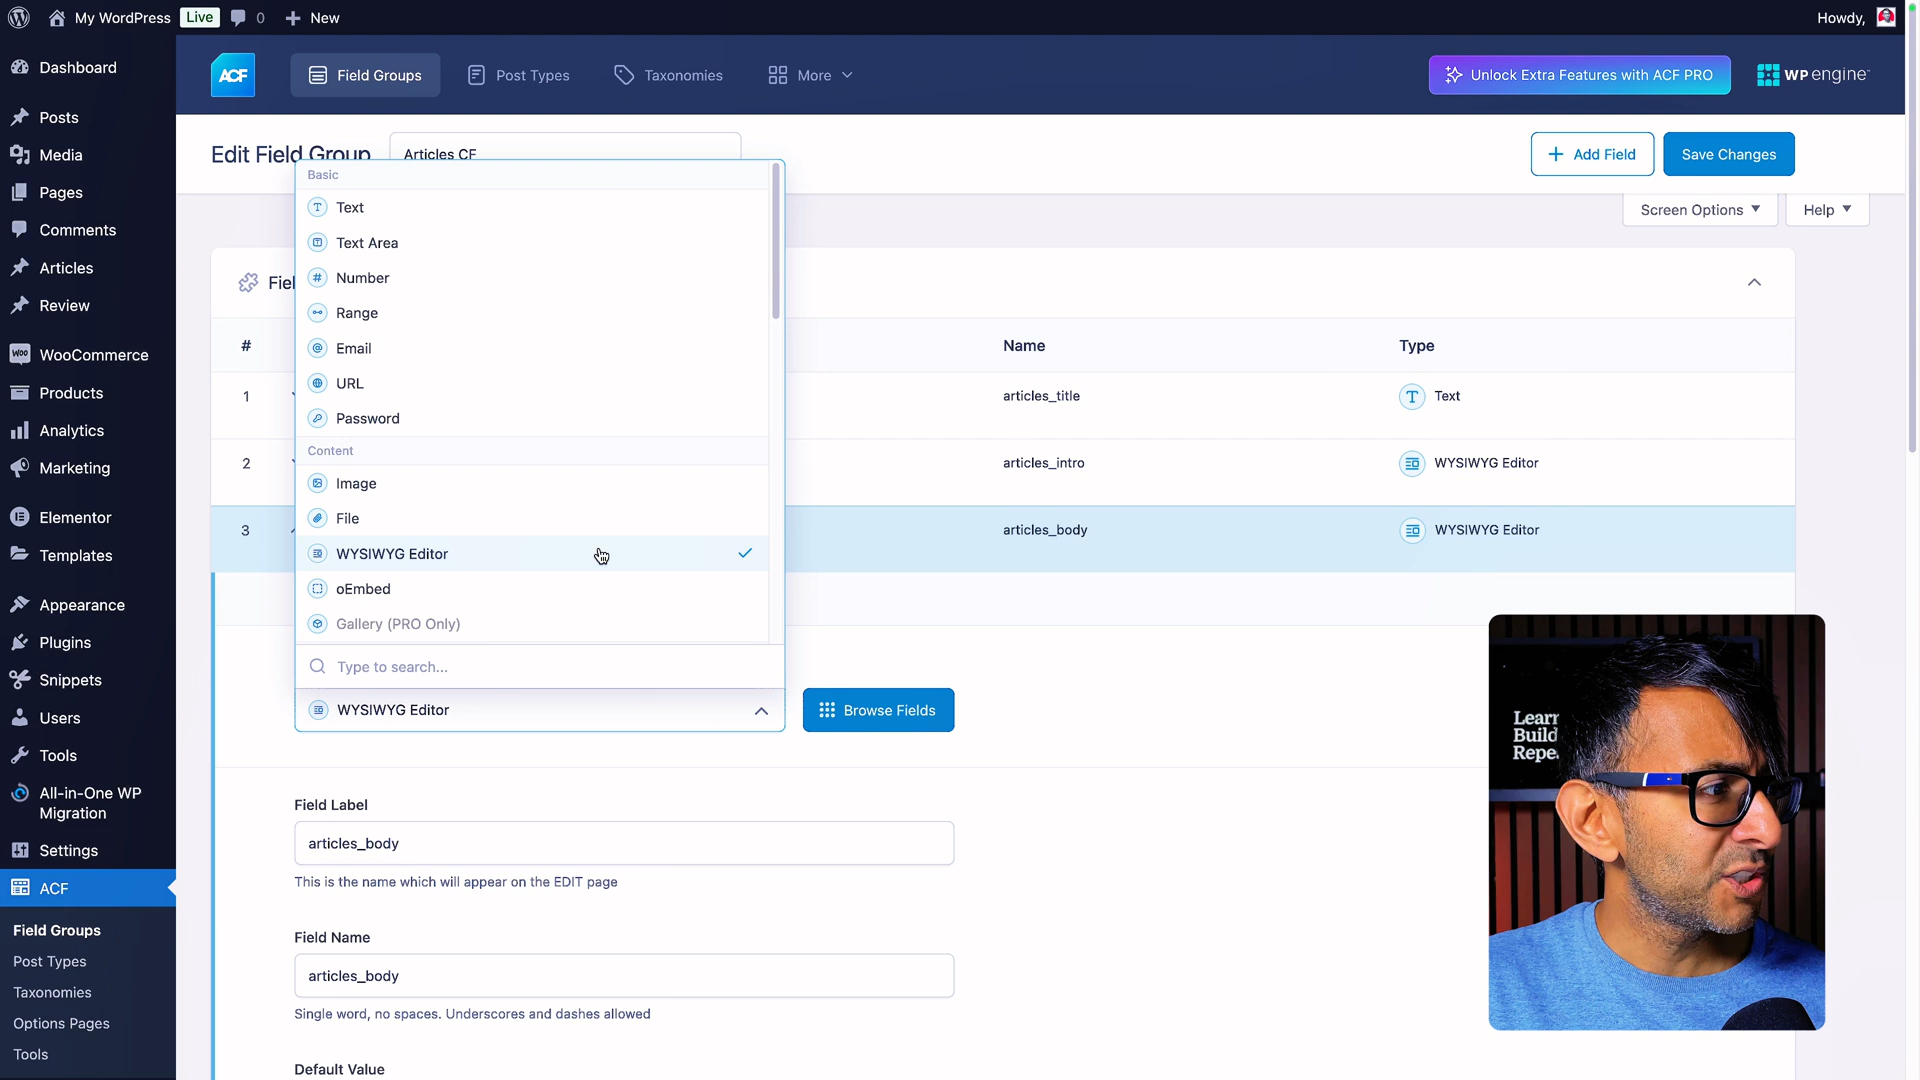 My WordPress
Live
0
New
Howdy,
Dashboard
Posts
Media
Pages
Comments
Articles
Review
WooCommerce
Products
Analytics
Marketing
Elementor
Templates
Appearance
Plugins
Snippets
Users
Tools
All-in-One WP
Migration
Settings
ACF
Field Groups
Post Types
Taxonomies
Options Pages
Tools
ACF
Field Groups
Post Types
Taxonomies
More
Unlock Extra Features with ACF PRO
WP engine
Edit Field Group
Articles CF
Add Field
Save Changes
Screen Options
Help
Basic
Text
Text Area
Number
Range
Email
URL
Password
Content
Image
File
WYSIWYG Editor
oEmbed
Gallery (PRO Only)
Type to search...
WYSIWYG Editor
Browse Fields
# Name Type
1 articles_title Text
2 articles_intro WYSIWYG Editor
3 articles_body WYSIWYG Editor
Field Label
articles_body
This is the name which will appear on the EDIT page
Field Name
articles_body
Single word, no spaces. Underscores and dashes allowed
Default Value
Learn
Build
Repe